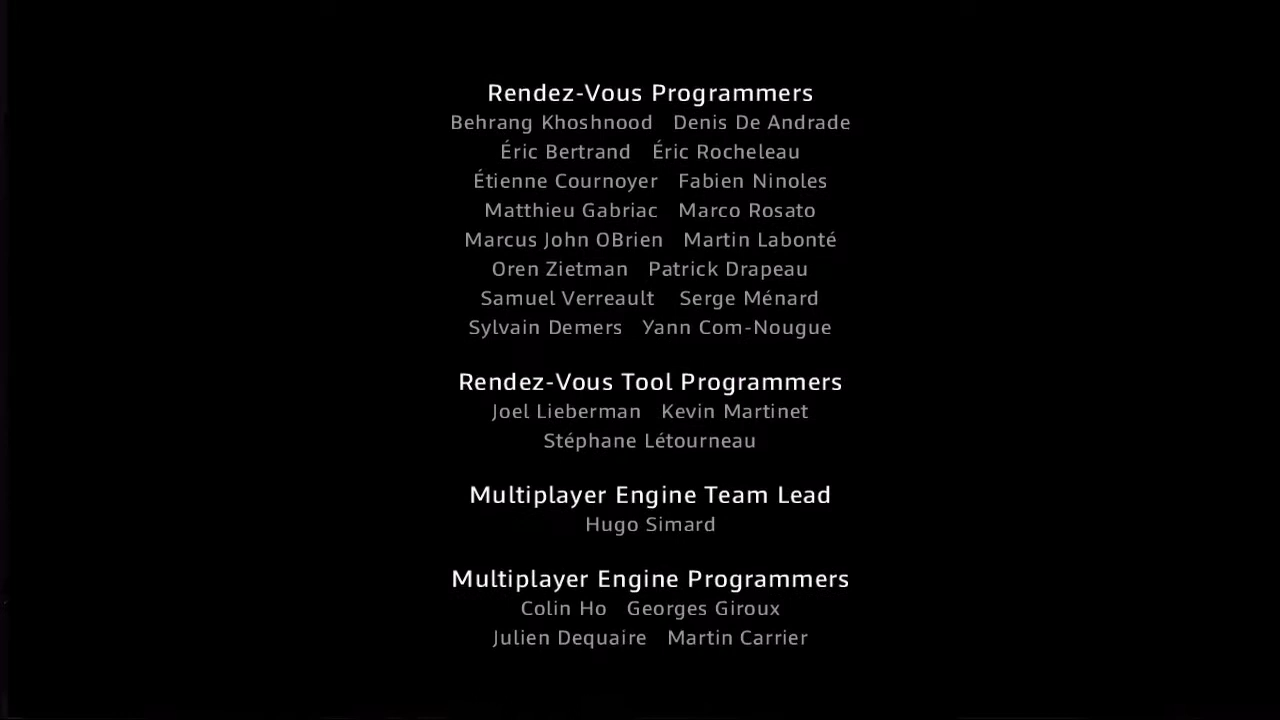 Rendez-Vous Programmers
Behrang Khoshnood Denis De Andrade
Éric Bertrand Éric Rocheleau
Étienne Cournoyer Fabien Ninoles
Matthieu Gabriac Marco Rosato
Marcus John OBrien Martin Labonté
Oren Zietman Patrick Drapeau
Samuel Verreault Serge Ménard
Sylvain Demers Yann Com-Nougue
Rendez-Vous Tool Programmers
Joel Lieberman Kevin Martinet
Stéphane Létourneau
Multiplayer Engine Team Lead
Hugo Simard
Multiplayer Engine Programmers
Colin Ho Georges Giroux
Julien Dequaire Martin Carrier